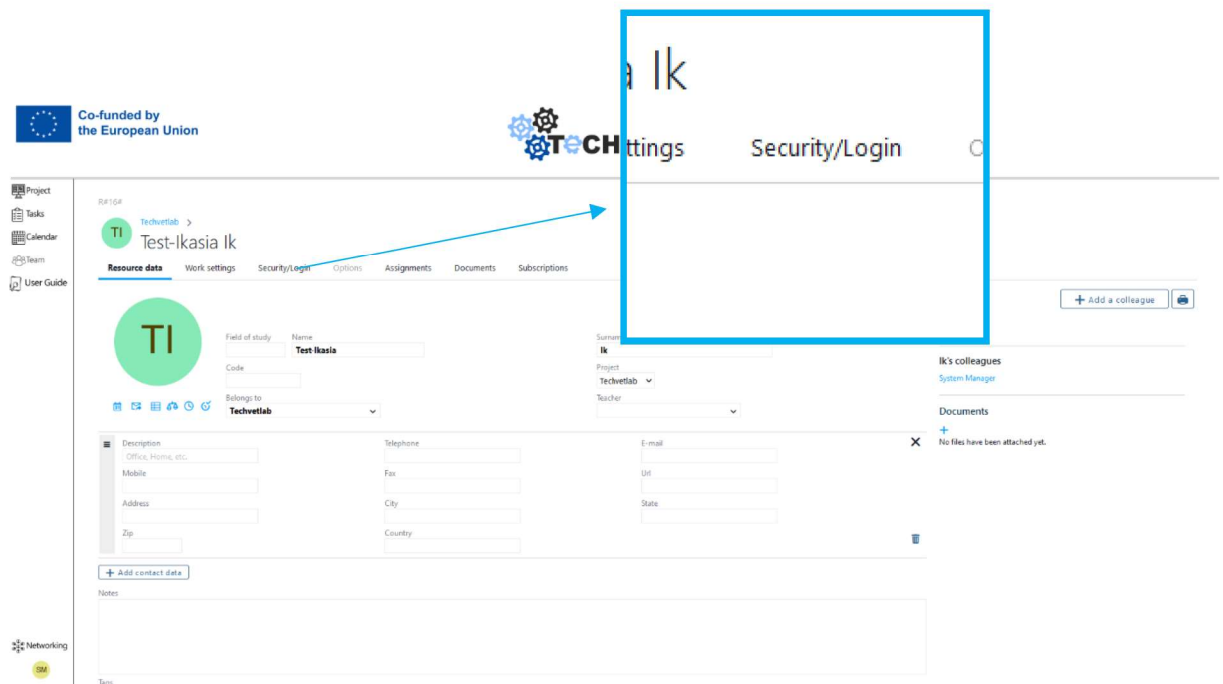 Co-funded by
the European Union
TeCH
Ik
ttings Security/Login
Project
Tasks
Calendar
Team
User Guide
R#16#
TI
Techvetlab >
Test-Ikasia Ik
Resource data Work settings Security/Login Options Assignments Documents Subscriptions
+ Add a colleague
TI
Field of study Name
Test-Ikasia
Ik
Code
Project
Techvetlab
Belongs to
Techvetlab
Teacher
Ik's colleagues
System Manager
Documents
+
No files have been attached yet.
Description Telephone E-mail
Office, Home, etc.
Mobile Fax Url
Address City State
Zip Country
+ Add contact data
Notes
Networking
SM
Tags